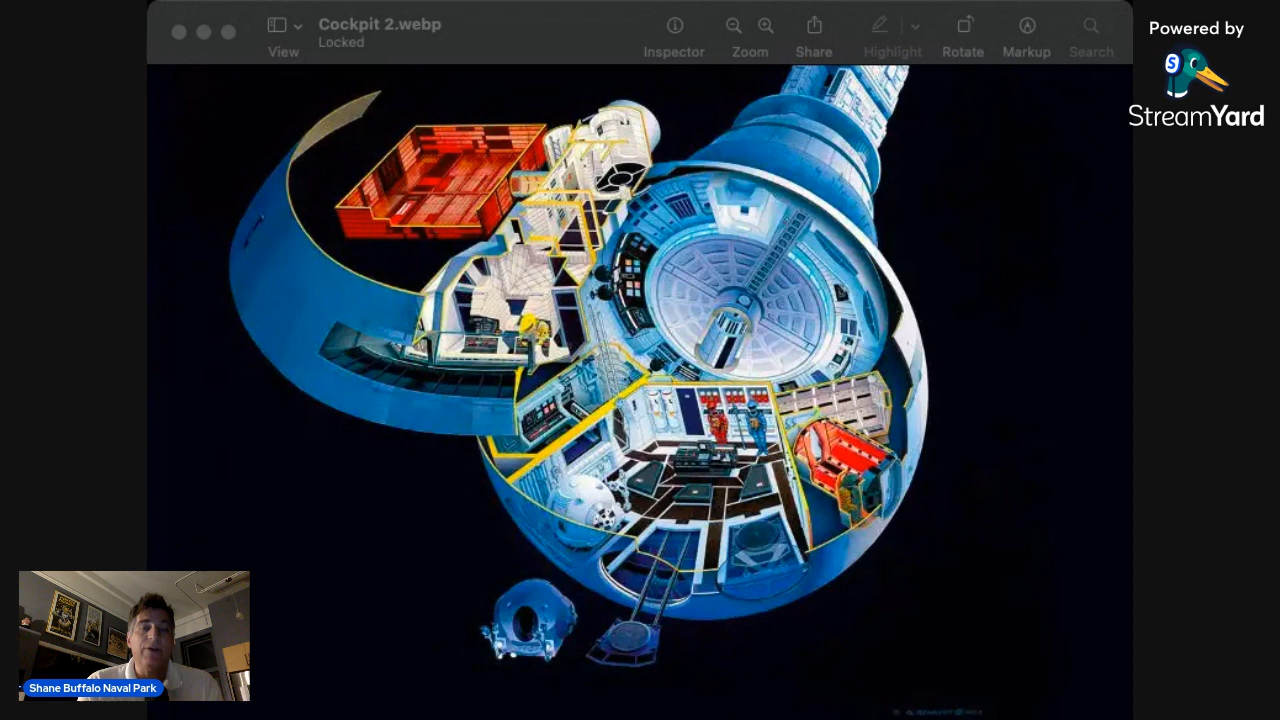 Cockpit 2.webp
Locked
View
Inspector
Zoom
Share
Highlight
Rotate
Markup
Search
Powered by
S
StreamYard
Shane Buffalo Naval Park